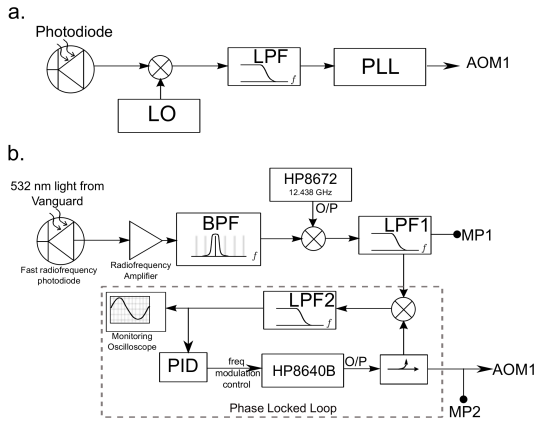 a.
Photodiode
LPF
f
PLL
AOM1
LO
b.
532 nm light from
Vanguard
HP8672
12.438 GHz
O/P
BPF
f
LPF1
f
MP1
Fast radiofrequency
photodiode
Radiofrequency
Amplifier
LPF2
f
Monitoring
Oscilloscope
PID
freq
modulation
control
HP8640B
O/P
AOM1
MP2
Phase Locked Loop